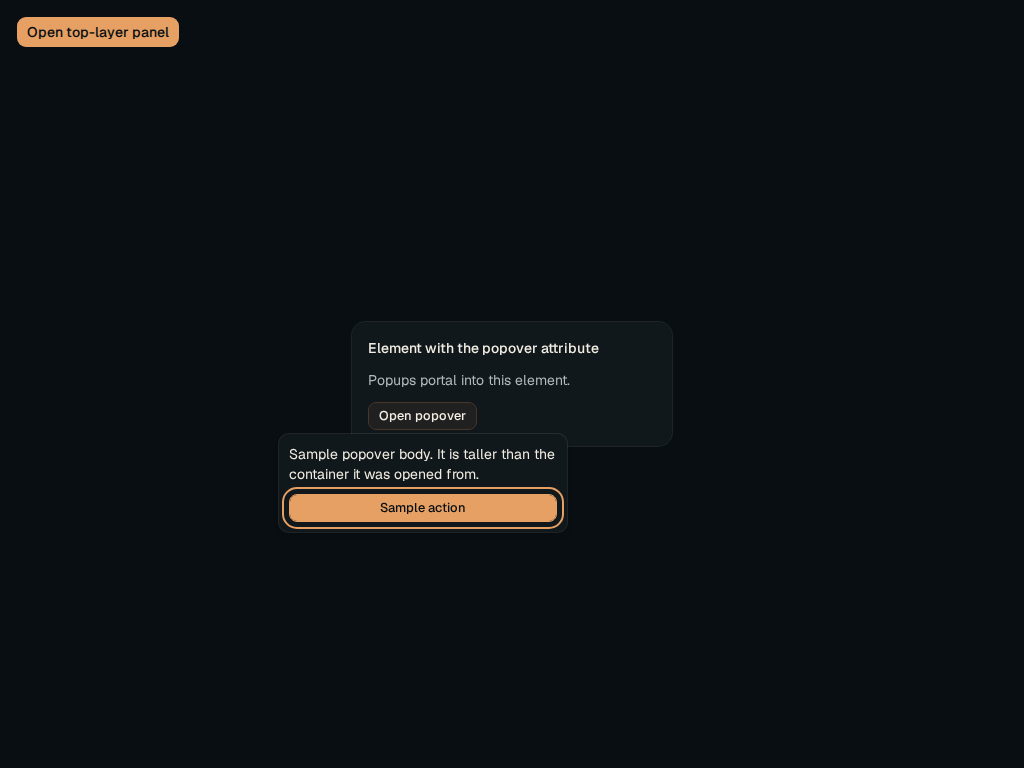 Open top-layer panel
Element with the popover attribute
Popups portal into this element.
Open popover
Sample popover body. It is taller than the
container it was opened from.
Sample action